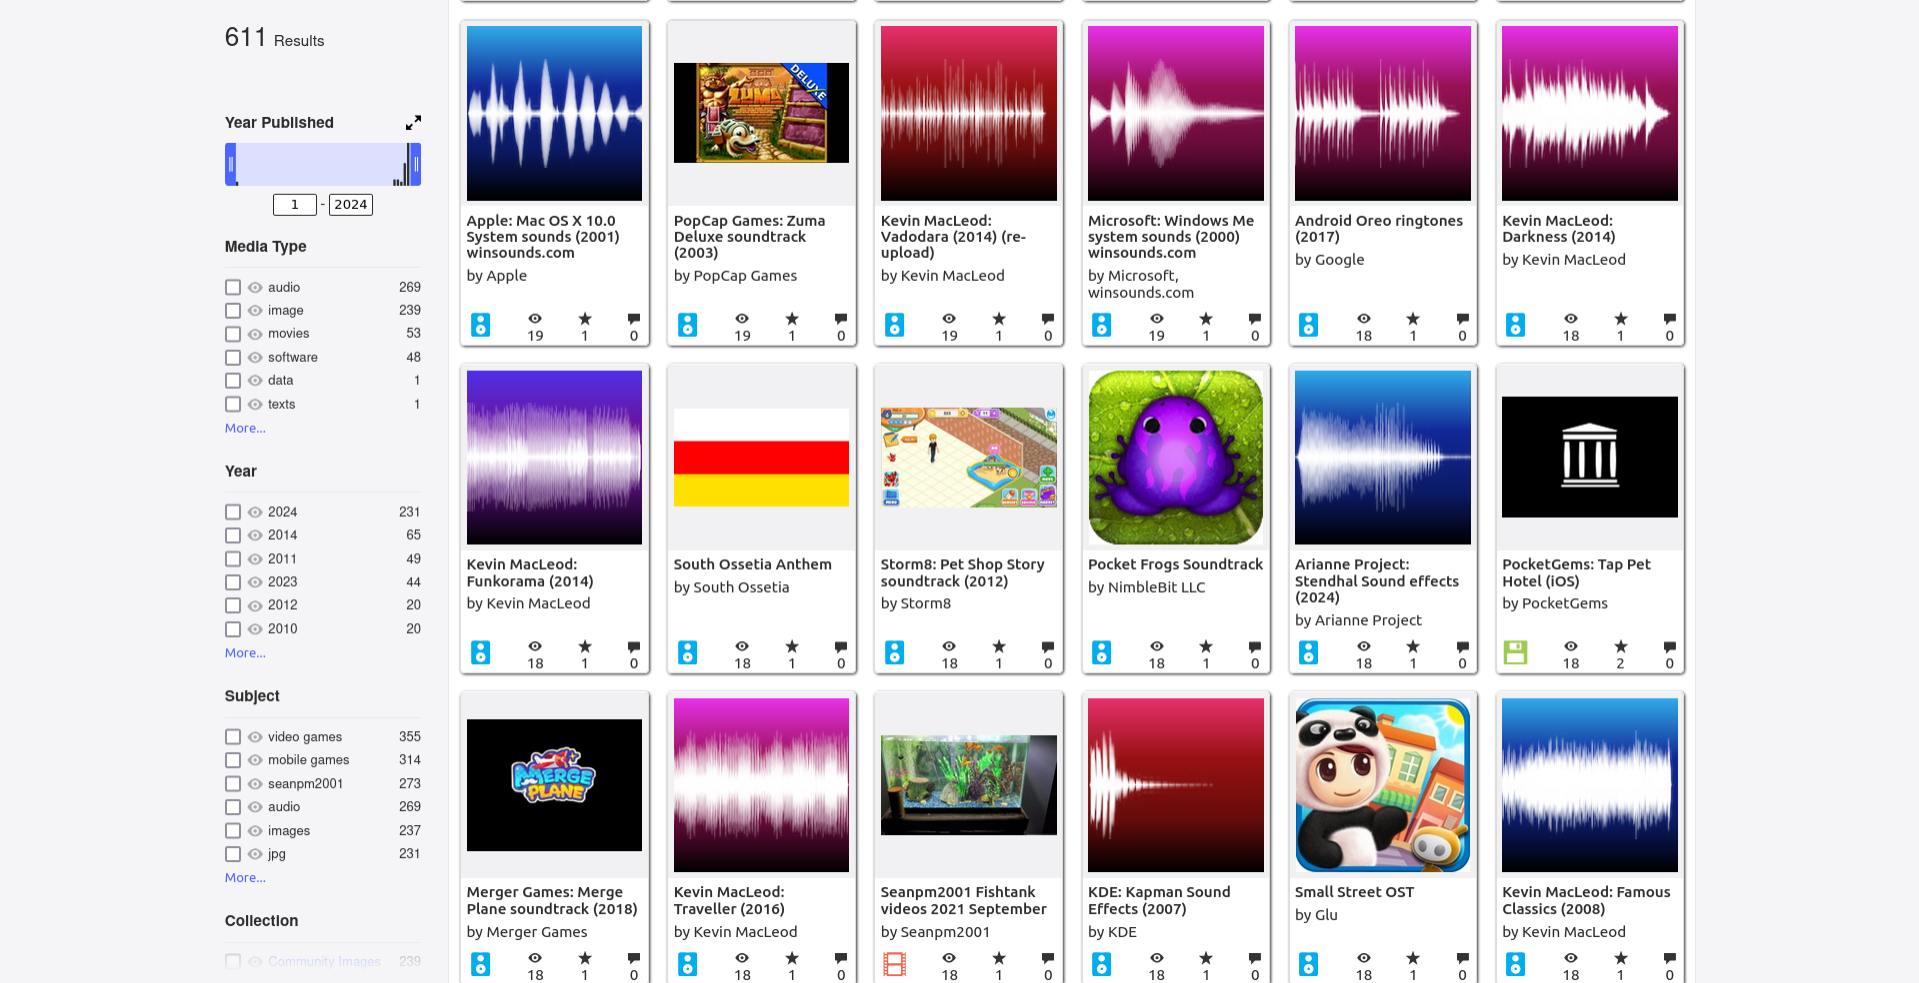 611 Results
Year Published
1 - 2024
Media Type
audio 269
image 239
movies 53
software 48
data 1
texts 1
More...
Year
2024 231
2014 65
2011 49
2023 44
2012 20
2010 20
More...
Subject
video games 355
mobile games 314
seanpm2001 273
audio 269
images 237
jpg 231
More...
Collection
Community Images 239
Apple: Mac OS X 10.0
System sounds (2001)
winsounds.com
by Apple
19 1 0
DELUXE
ZUMA
PopCap Games: Zuma
Deluxe soundtrack
(2003)
by PopCap Games
19 1 0
Kevin MacLeod:
Vadodara (2014) (re-
upload)
by Kevin MacLeod
19 1 0
Microsoft: Windows Me
system sounds (2000)
winsounds.com
by Microsoft,
winsounds.com
19 1 0
Android Oreo ringtones
(2017)
by Google
18 1 0
Kevin MacLeod:
Darkness (2014)
by Kevin MacLeod
18 1 0
Kevin MacLeod:
Funkorama (2014)
by Kevin MacLeod
18 1 0
South Ossetia Anthem
by South Ossetia
18 1 0
Storm8: Pet Shop Story
soundtrack (2012)
by Storm8
18 1 0
Pocket Frogs Soundtrack
by NimbleBit LLC
18 1 0
Arianne Project:
Stendhal Sound effects
(2024)
by Arianne Project
18 1 0
PocketGems: Tap Pet
Hotel (iOS)
by PocketGems
18 2 0
MERGE
PLANE
Merger Games: Merge
Plane soundtrack (2018)
by Merger Games
18 1 0
Kevin MacLeod:
Traveller (2016)
by Kevin MacLeod
18 1 0
Seanpm2001 Fishtank
videos 2021 September
by Seanpm2001
18 1 0
KDE: Kapman Sound
Effects (2007)
by KDE
18 1 0
Small Street OST
by Glu
18 1 0
Kevin MacLeod: Famous
Classics (2008)
by Kevin MacLeod
18 1 0